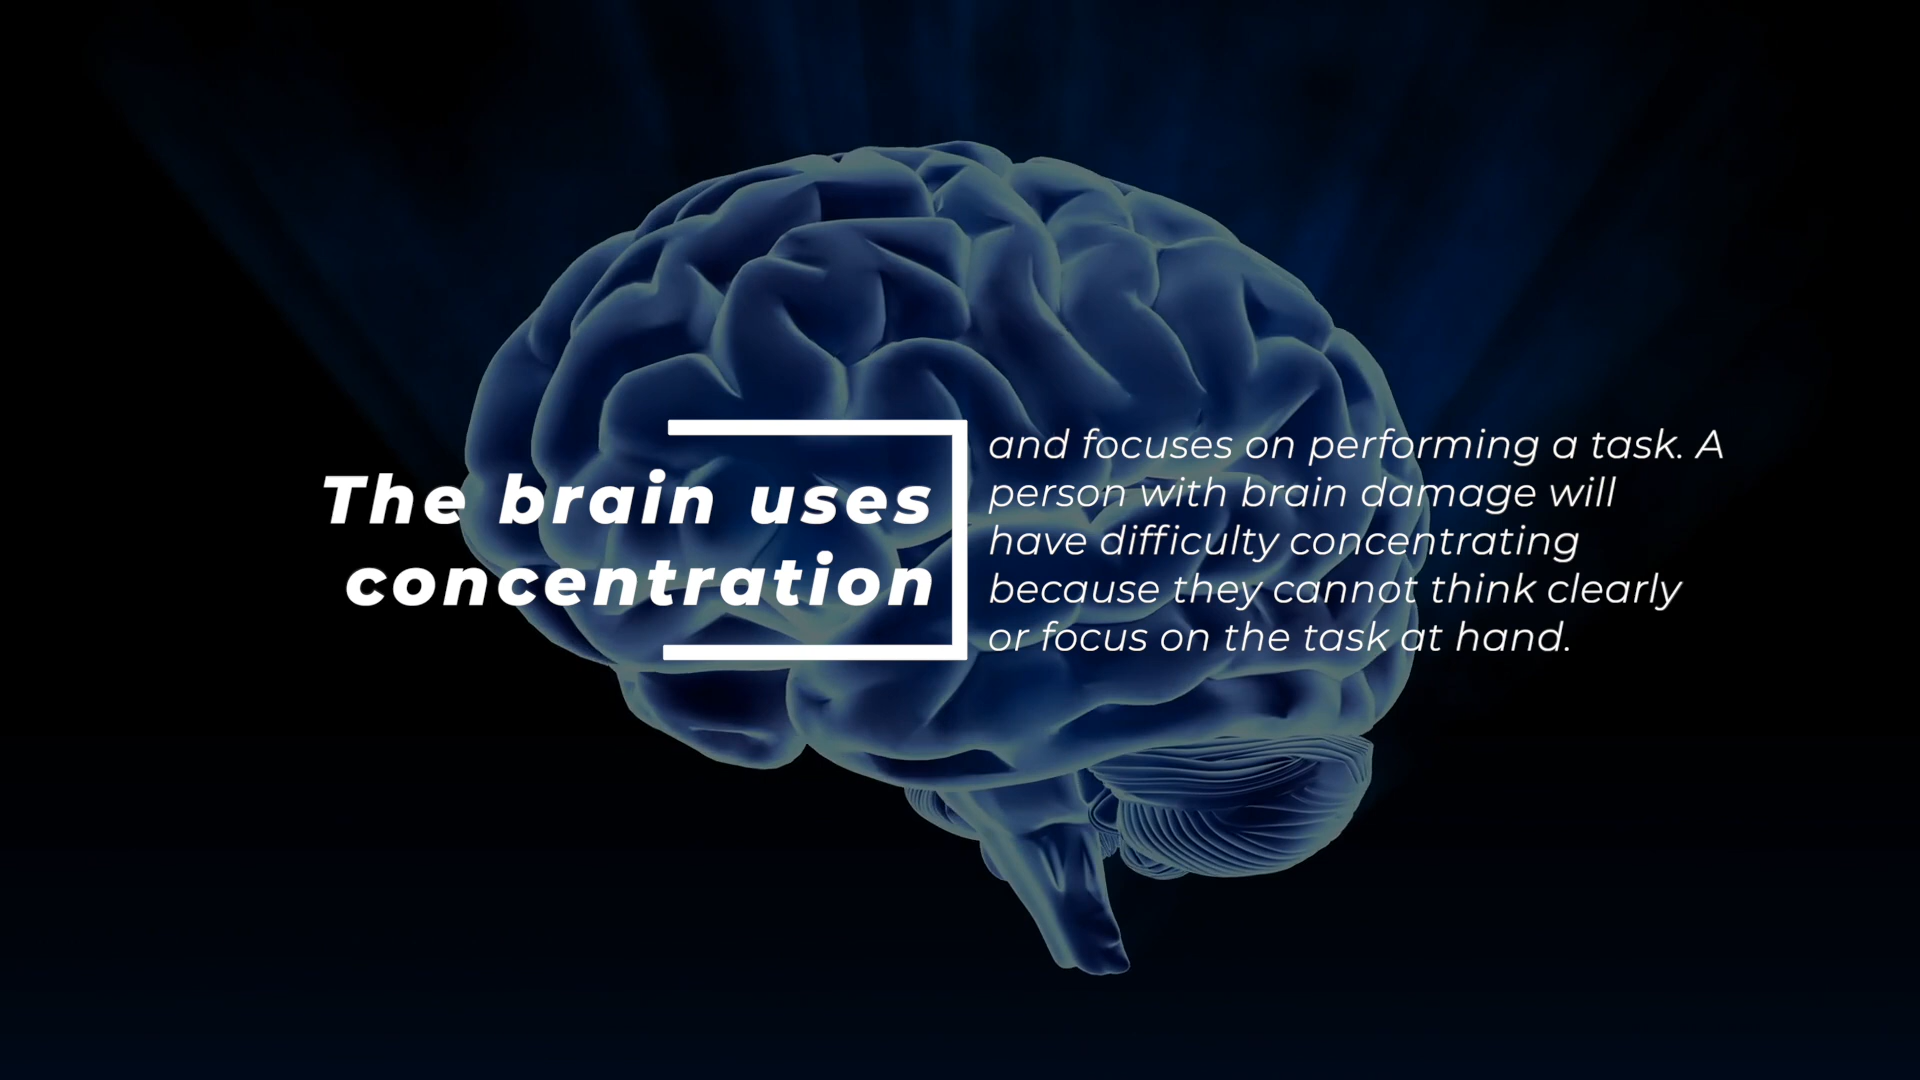 The brain uses
concentration
and focuses on performing a task. A
person with brain damage will
have difficulty concentrating
because they cannot think clearly
or focus on the task at hand.